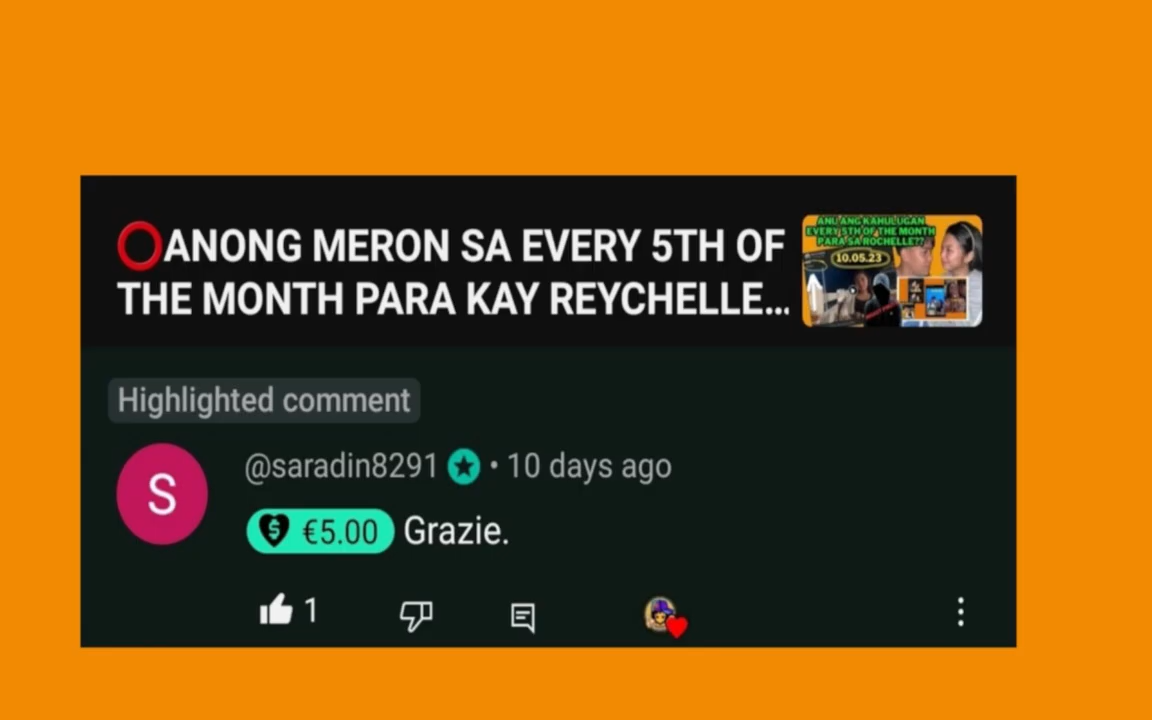 ⭕ANONG MERON SA EVERY 5TH OF
THE MONTH PARA KAY REYCHELLE...
ANU ANG KAHULUGAN
EVERY 5TH OF THE MONTH
PARA SA ROCHELLE??
10.05.23
Highlighted comment
S
@saradin8291 • 10 days ago
€5.00 Grazie.
1